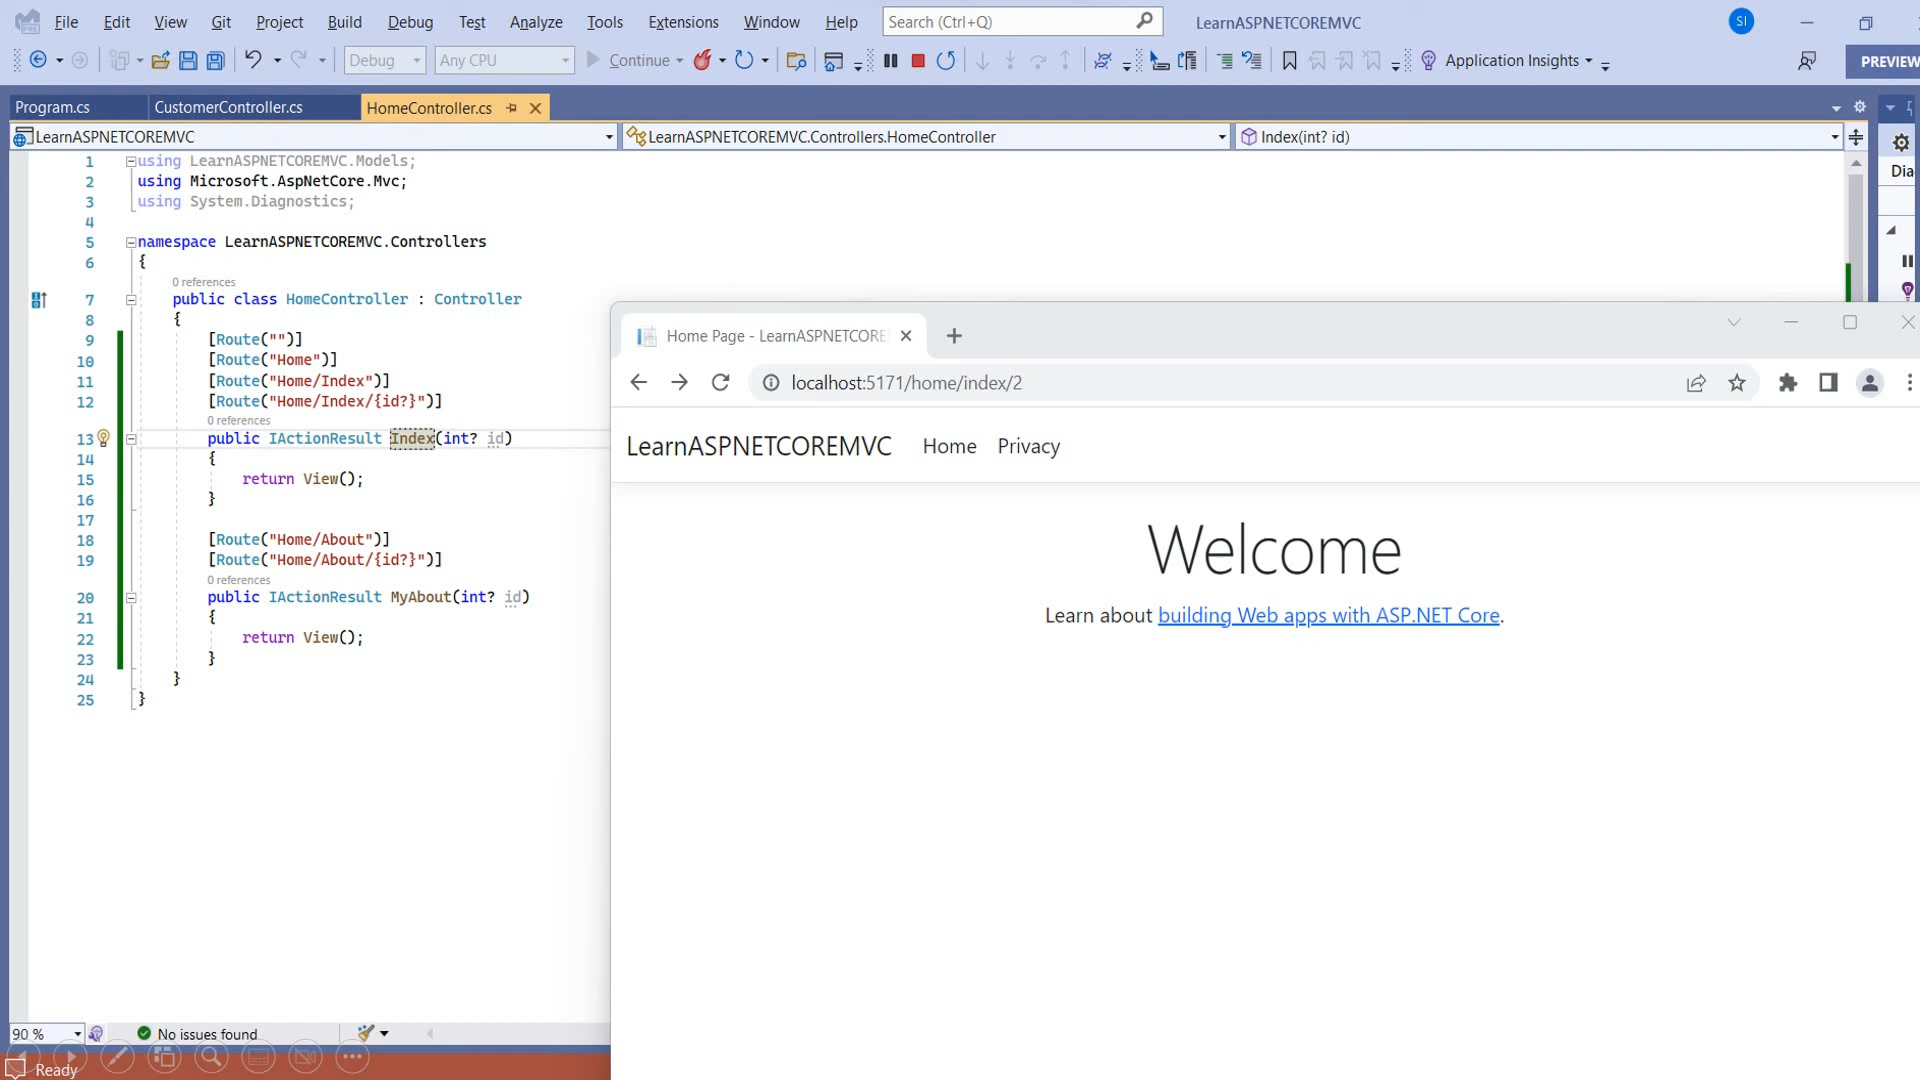 File Edit View Git Project Build Debug Test Analyze Tools Extensions Window Help Search (Ctrl+Q) LearnASPNETCOREMVC SI
Debug Any CPU Continue Application Insights PREVIEW
Program.cs CustomerController.cs HomeController.cs
LearnASPNETCOREMVC LearnASPNETCOREMVC.Controllers.HomeController Index(int? id)
Dia
1 using LearnASPNETCOREMVC.Models;
2 using Microsoft.AspNetCore.Mvc;
3 using System.Diagnostics;
4
5 namespace LearnASPNETCOREMVC.Controllers
6 {
0 references
7 public class HomeController : Controller
8 {
9 [Route("")]
10 [Route("Home")]
11 [Route("Home/Index")]
12 [Route("Home/Index/{id?}")]
0 references
13 public IActionResult Index(int? id)
14 {
15 return View();
16 }
17
18 [Route("Home/About")]
19 [Route("Home/About/{id?}")]
0 references
20 public IActionResult MyAbout(int? id)
21 {
22 return View();
23 }
24 }
25 }
90 % No issues found
Ready
Home Page - LearnASPNETCORE
localhost:5171/home/index/2
LearnASPNETCOREMVC Home Privacy
Welcome
Learn about building Web apps with ASP.NET Core.